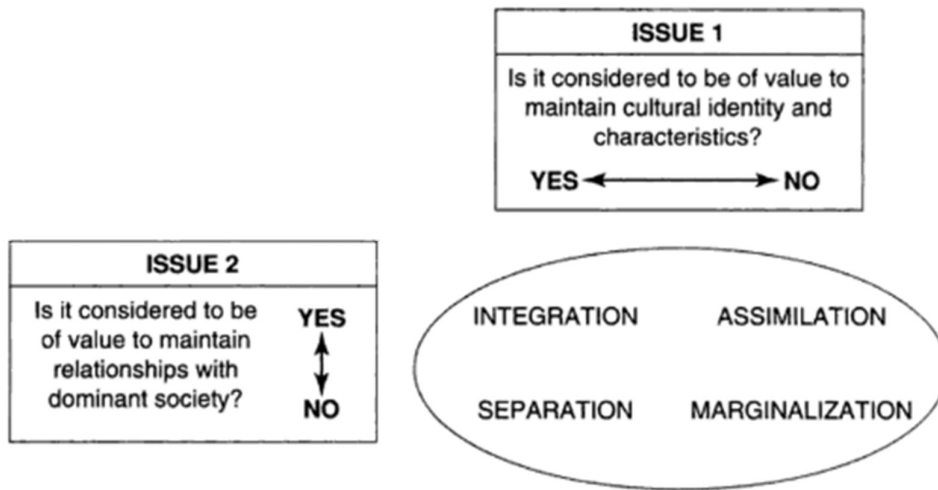 ISSUE 1
Is it considered to be of value to
maintain cultural identity and
characteristics?
YES NO
ISSUE 2
Is it considered to be
of value to maintain
relationships with
dominant society?
YES
NO
INTEGRATION ASSIMILATION
SEPARATION MARGINALIZATION